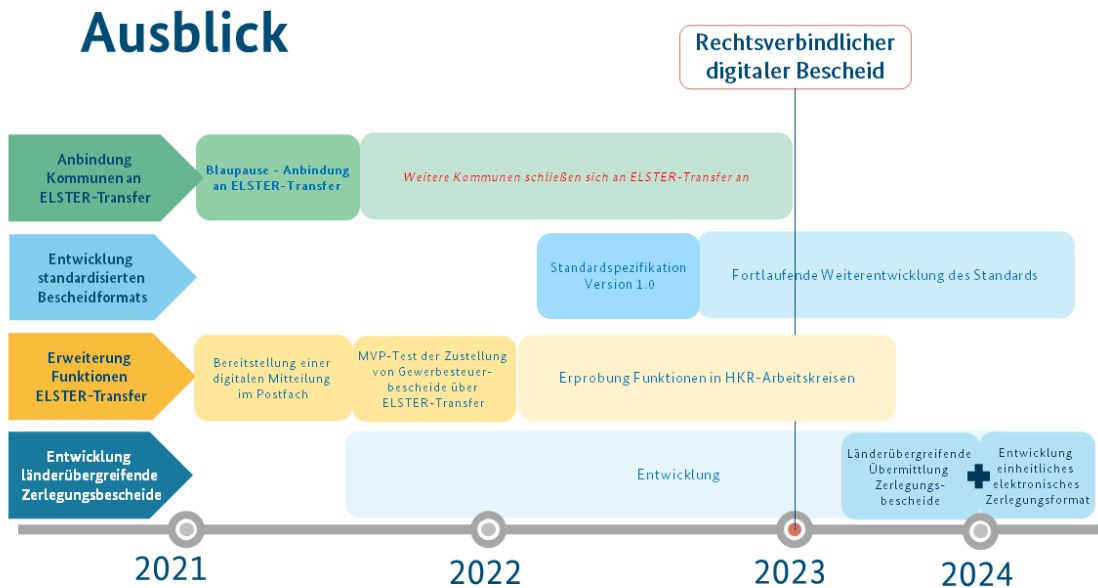 Ausblick
Rechtsverbindlicher
digitaler Bescheid
Anbindung
Kommunen an
ELSTER-Transfer
Blaupause - Anbindung
an ELSTER-Transfer
Weitere Kommunen schließen sich an ELSTER-Transfer an
Entwicklung
standardisierten
Bescheidformats
Standardspezifikation
Version 1.0
Fortlaufende Weiterentwicklung des Standards
Erweiterung
Funktionen
ELSTER-Transfer
Bereitstellung einer
digitalen Mitteilung
im Postfach
MVP-Test der Zustellung
von Gewerbesteuer-
bescheide über
ELSTER-Transfer
Erprobung Funktionen in HKR-Arbeitskreisen
Entwicklung
länderübergreifende
Zerlegungsbescheide
Entwicklung
Länderübergreifende
Übermittlung
Zerlegungs-
bescheide
Entwicklung
einheitliches
elektronisches
Zerlegungsformat
2021
2022
2023
2024